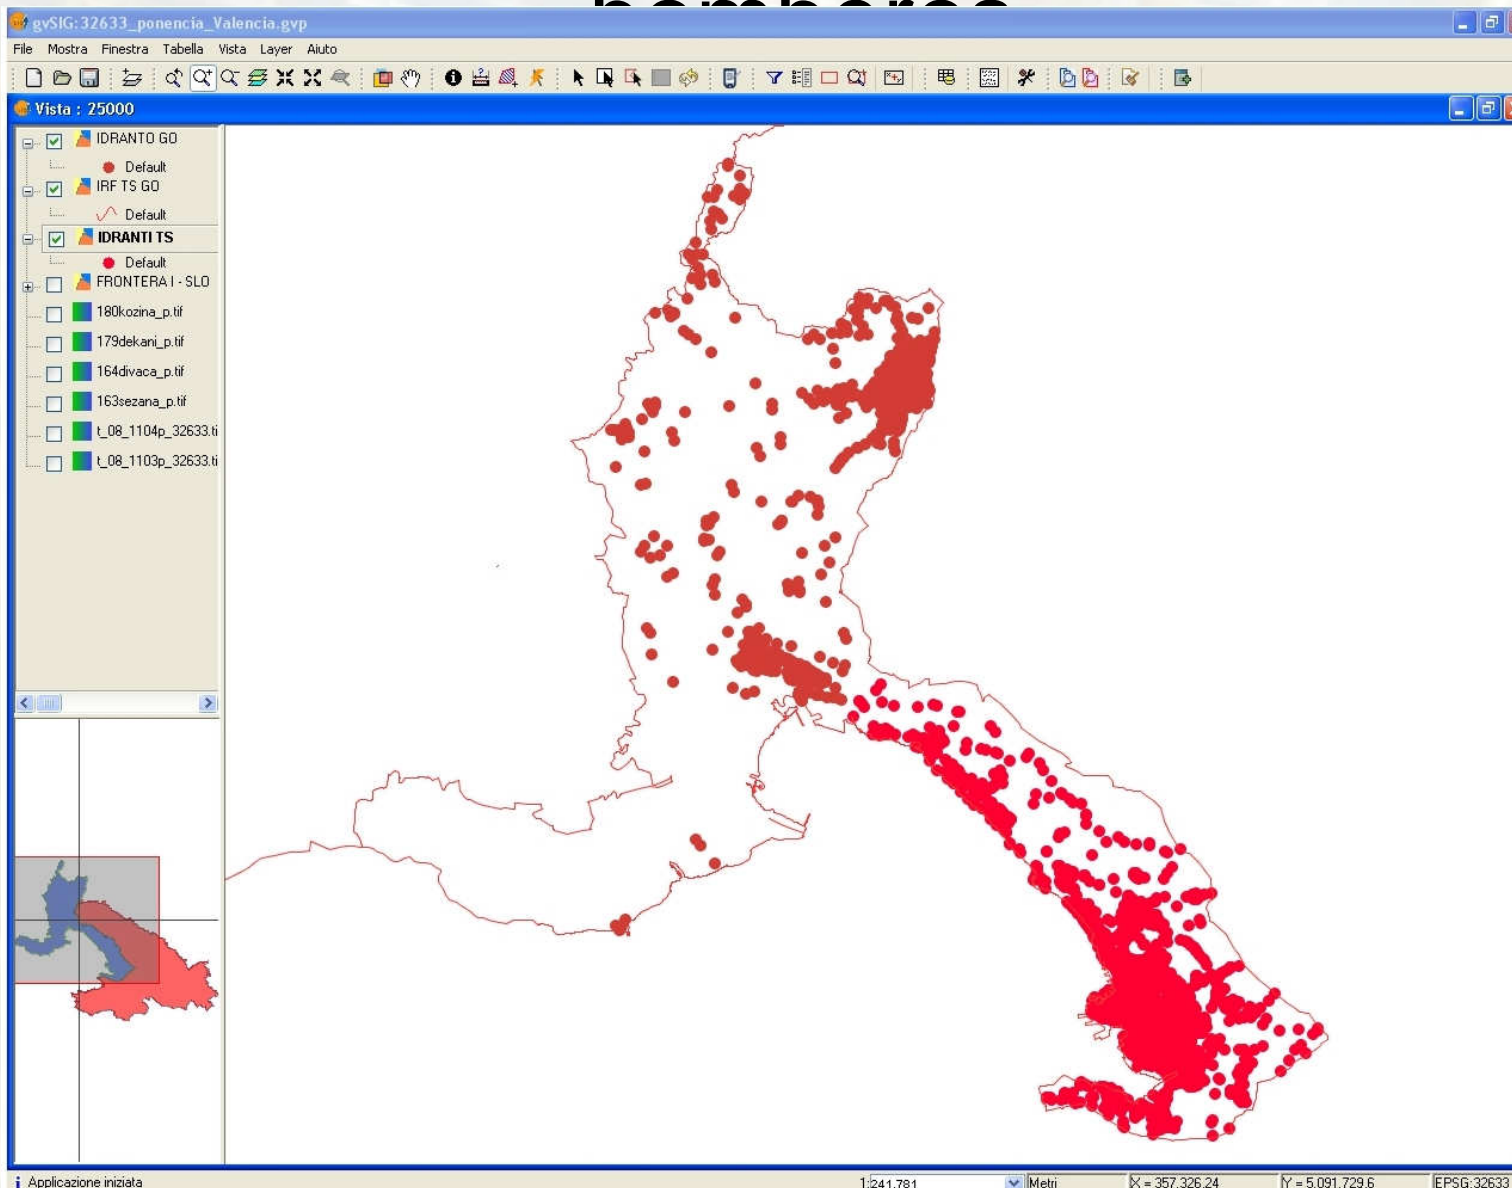 gvSIG: 32633_ponencia_Valencia.gvp
File Mostra Finestra Tabella Vista Layer Aiuto
Vista : 25000
IDRANTO GO
Default
IRF TS GO
Default
IDRANTI TS
Default
FRONTERA I - SLO
180kozina_p.tif
179dekani_p.tif
164divaca_p.tif
163sezana_p.tif
t_08_1104p_32633.ti
t_08_1103p_32633.ti
Applicazione iniziata 1:241.781 Metri X = 357.326,24 Y = 5.091.729,6 EPSG:32633